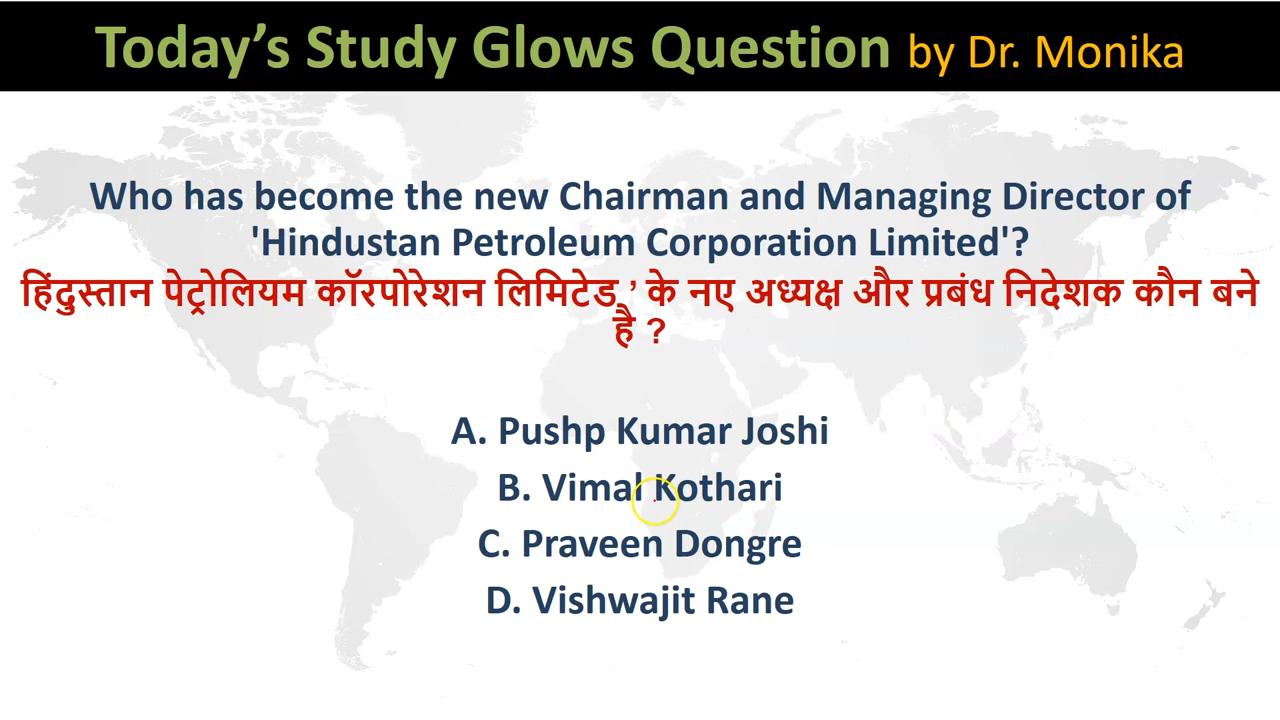 Today's Study Glows Question by Dr. Monika
Who has become the new Chairman and Managing Director of
'Hindustan Petroleum Corporation Limited'?
हिंदुस्तान पेट्रोलियम कॉरपोरेशन लिमिटेड ’ के नए अध्यक्ष और प्रबंध निदेशक कौन बने
है ?
A. Pushp Kumar Joshi
B. Vimal Kothari
C. Praveen Dongre
D. Vishwajit Rane